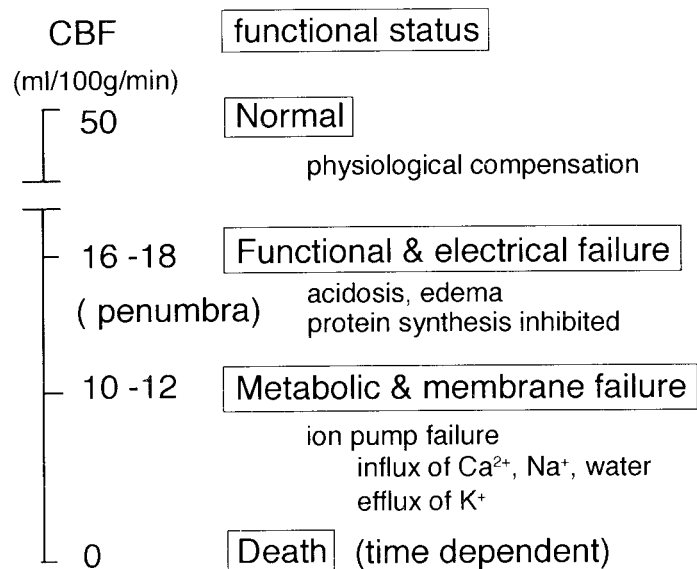 CBF functional status
(ml/100g/min)
50 Normal
physiological compensation
16 -18 Functional & electrical failure
( penumbra) acidosis, edema
protein synthesis inhibited
10 -12 Metabolic & membrane failure
ion pump failure
influx of Ca²⁺, Na⁺, water
efflux of K⁺
0 Death (time dependent)